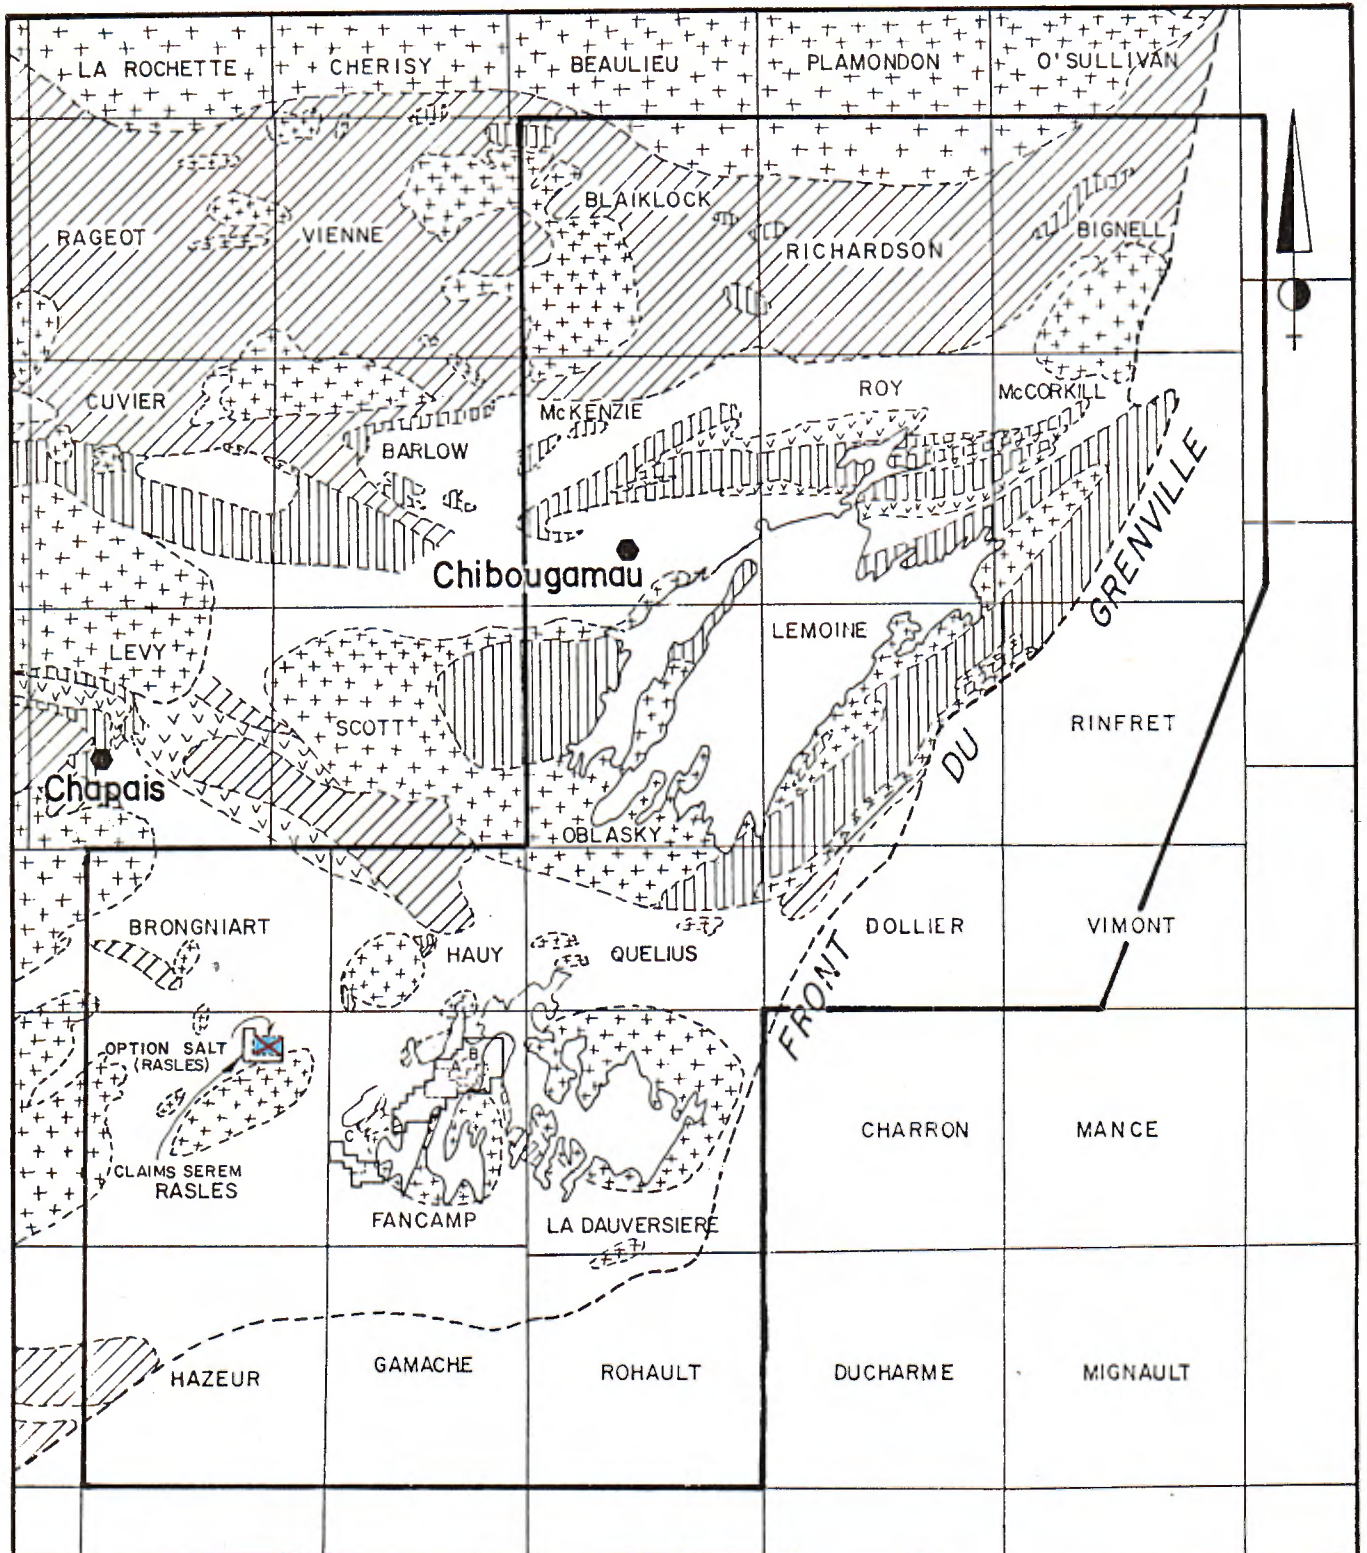 LA ROCHETTE
CHERISY
BEAULIEU
PLAMONDON
O'SULLIVAN
RAGEOT
VIENNE
BLAIKLOCK
RICHARDSON
BIGNELL
CUVIER
BARLOW
McKENZIE
ROY
McCORKILL
Chibougamau
LEVY
SCOTT
LEMOINE
RINFRET
Chapais
OBLASKY
FRONT DU GRENVILLE
BRONGNIART
HAUY
QUELIUS
DOLLIER
VIMONT
OPTION SALT
(RASLES)
B
A
D
C
CLAIMS SEREM
RASLES
FANCAMP
LA DAUVERSIERE
CHARRON
MANCE
HAZEUR
GAMACHE
ROHAULT
DUCHARME
MIGNAULT